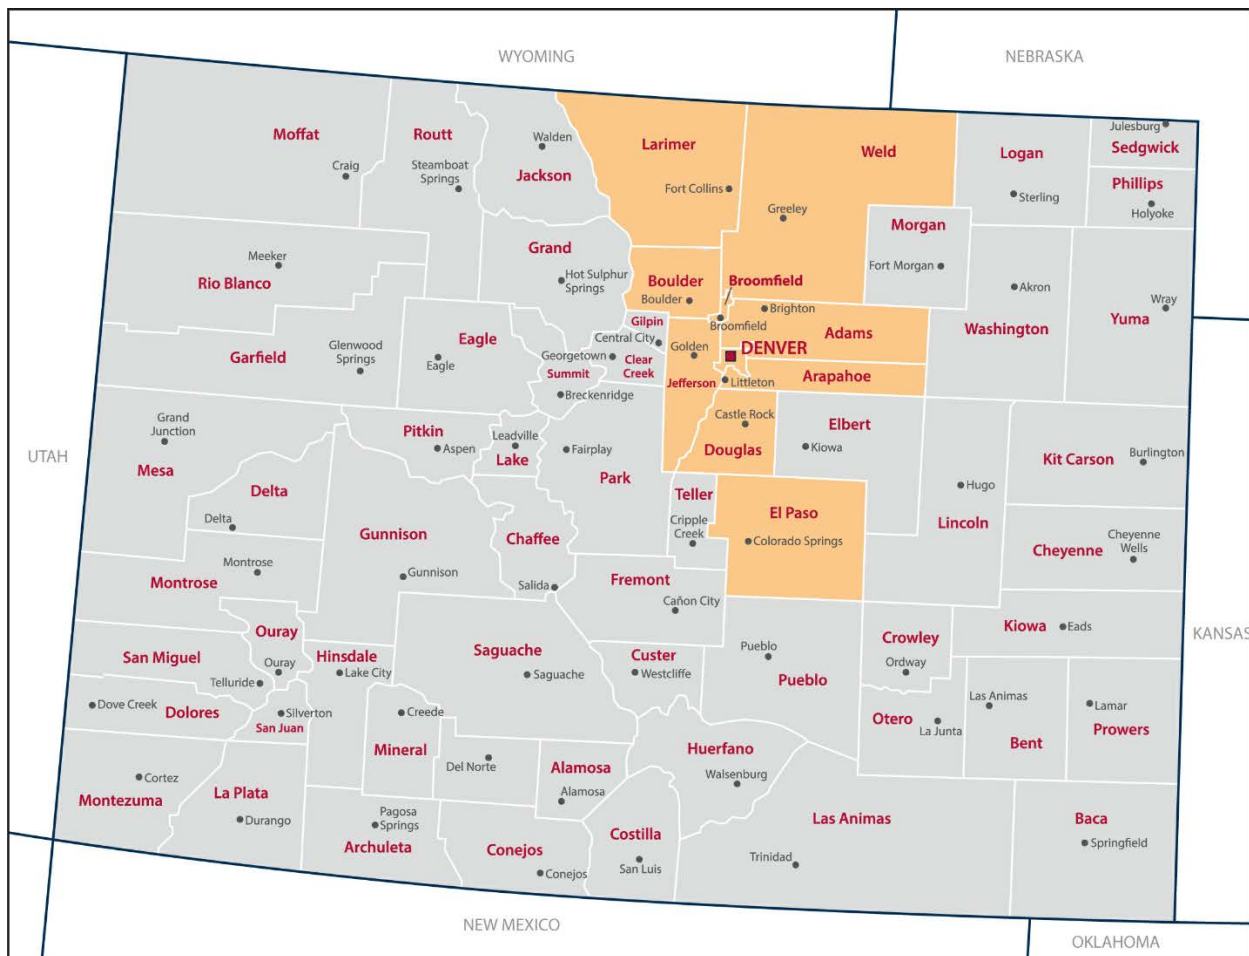 WYOMING
NEBRASKA
Moffat
Craig
Routt
Steamboat
Springs
Walden
Jackson
Larimer
Fort Collins
Weld
Greeley
Logan
Sterling
Julesburg
Sedgwick
Phillips
Holyoke
Morgan
Fort Morgan
Meeker
Rio Blanco
Grand
Hot Sulphur
Springs
Boulder
Boulder
Broomfield
Broomfield
Brighton
Adams
Akron
Washington
Wray
Yuma
Garfield
Glenwood
Springs
Eagle
Eagle
Gilpin
Central City
Georgetown
Clear
Creek
Summit
Breckenridge
Golden
Jefferson
DENVER
Littleton
Arapahoe
UTAH
Grand
Junction
Mesa
Pitkin
Aspen
Leadville
Lake
Fairplay
Park
Castle Rock
Douglas
Elbert
Kiowa
Hugo
Lincoln
Kit Carson
Burlington
Delta
Delta
Gunnison
Gunnison
Chaffee
Salida
Teller
Cripple
Creek
El Paso
Colorado Springs
Cheyenne
Cheyenne
Wells
Montrose
Montrose
Fremont
Cañon City
Ouray
Ouray
San Miguel
Telluride
Hinsdale
Lake City
Saguache
Saguache
Custer
Westcliffe
Pueblo
Pueblo
Crowley
Ordway
Kiowa
Eads
KANSAS
Dove Creek
Dolores
Silverton
San Juan
Creede
Mineral
Otero
La Junta
Las Animas
Bent
Lamar
Prowers
Cortez
Montezuma
La Plata
Durango
Del Norte
Alamosa
Alamosa
Huerfano
Walsenburg
Pagosa
Springs
Archuleta
Conejos
Conejos
Costilla
San Luis
Las Animas
Trinidad
Baca
Springfield
NEW MEXICO
OKLAHOMA